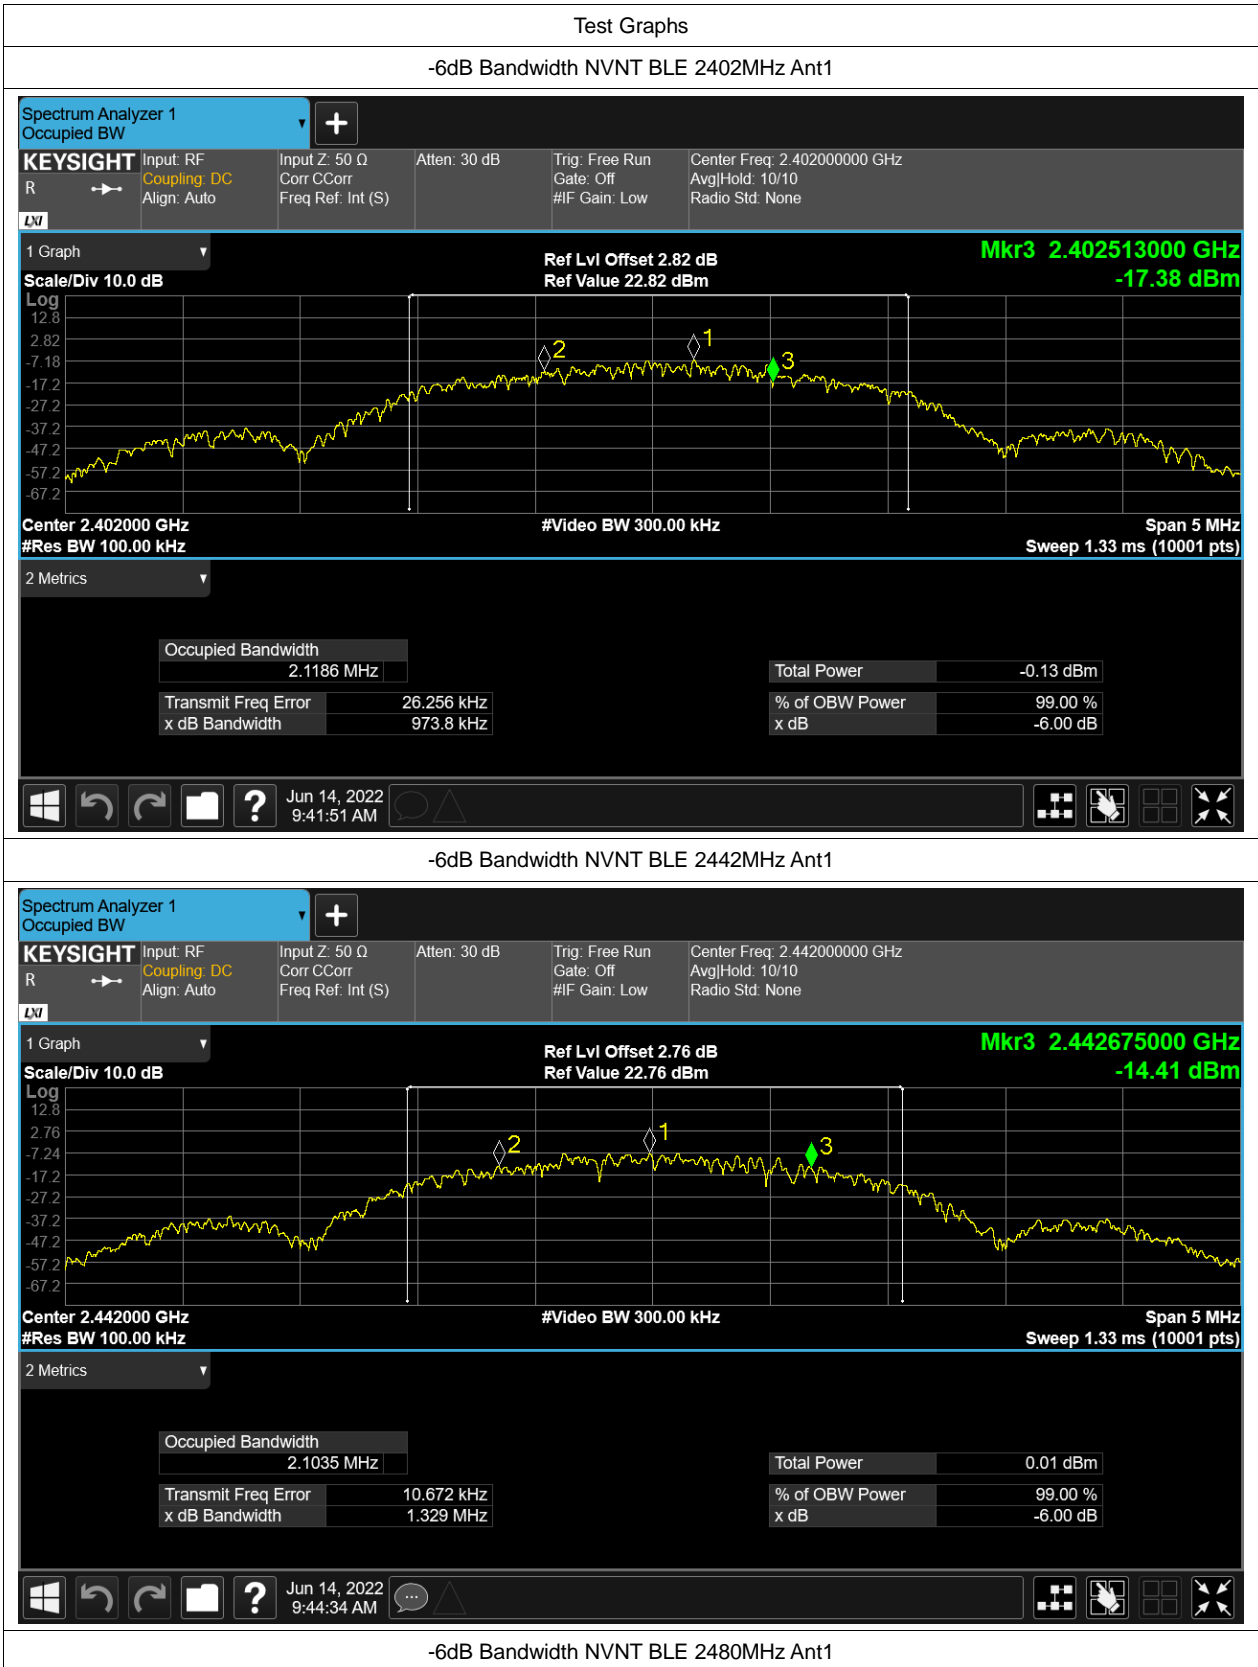 Test Graphs
-6dB Bandwidth NVNT BLE 2402MHz Ant1
Spectrum Analyzer 1
Occupied BW
KEYSIGHT Input: RF Input Z: 50 Ω Atten: 30 dB Trig: Free Run Center Freq: 2.402000000 GHz
R Coupling: DC Corr CCorr Gate: Off Avg|Hold: 10/10
Align: Auto Freq Ref: Int (S) #IF Gain: Low Radio Std: None
LXI
1 Graph Ref Lvl Offset 2.82 dB Mkr3 2.402513000 GHz
Scale/Div 10.0 dB Ref Value 22.82 dBm -17.38 dBm
Log
12.8
2.82
-7.18
-17.2
-27.2
-37.2
-47.2
-57.2
-67.2
2 1 3
Center 2.402000 GHz #Video BW 300.00 kHz Span 5 MHz
#Res BW 100.00 kHz Sweep 1.33 ms (10001 pts)
2 Metrics
Occupied Bandwidth
2.1186 MHz Total Power -0.13 dBm
Transmit Freq Error 26.256 kHz % of OBW Power 99.00 %
x dB Bandwidth 973.8 kHz x dB -6.00 dB
? Jun 14, 2022
9:41:51 AM
-6dB Bandwidth NVNT BLE 2442MHz Ant1
Spectrum Analyzer 1
Occupied BW
KEYSIGHT Input: RF Input Z: 50 Ω Atten: 30 dB Trig: Free Run Center Freq: 2.442000000 GHz
R Coupling: DC Corr CCorr Gate: Off Avg|Hold: 10/10
Align: Auto Freq Ref: Int (S) #IF Gain: Low Radio Std: None
LXI
1 Graph Ref Lvl Offset 2.76 dB Mkr3 2.442675000 GHz
Scale/Div 10.0 dB Ref Value 22.76 dBm -14.41 dBm
Log
12.8
2.76
-7.24
-17.2
-27.2
-37.2
-47.2
-57.2
-67.2
2 1 3
Center 2.442000 GHz #Video BW 300.00 kHz Span 5 MHz
#Res BW 100.00 kHz Sweep 1.33 ms (10001 pts)
2 Metrics
Occupied Bandwidth
2.1035 MHz Total Power 0.01 dBm
Transmit Freq Error 10.672 kHz % of OBW Power 99.00 %
x dB Bandwidth 1.329 MHz x dB -6.00 dB
? Jun 14, 2022
9:44:34 AM
-6dB Bandwidth NVNT BLE 2480MHz Ant1